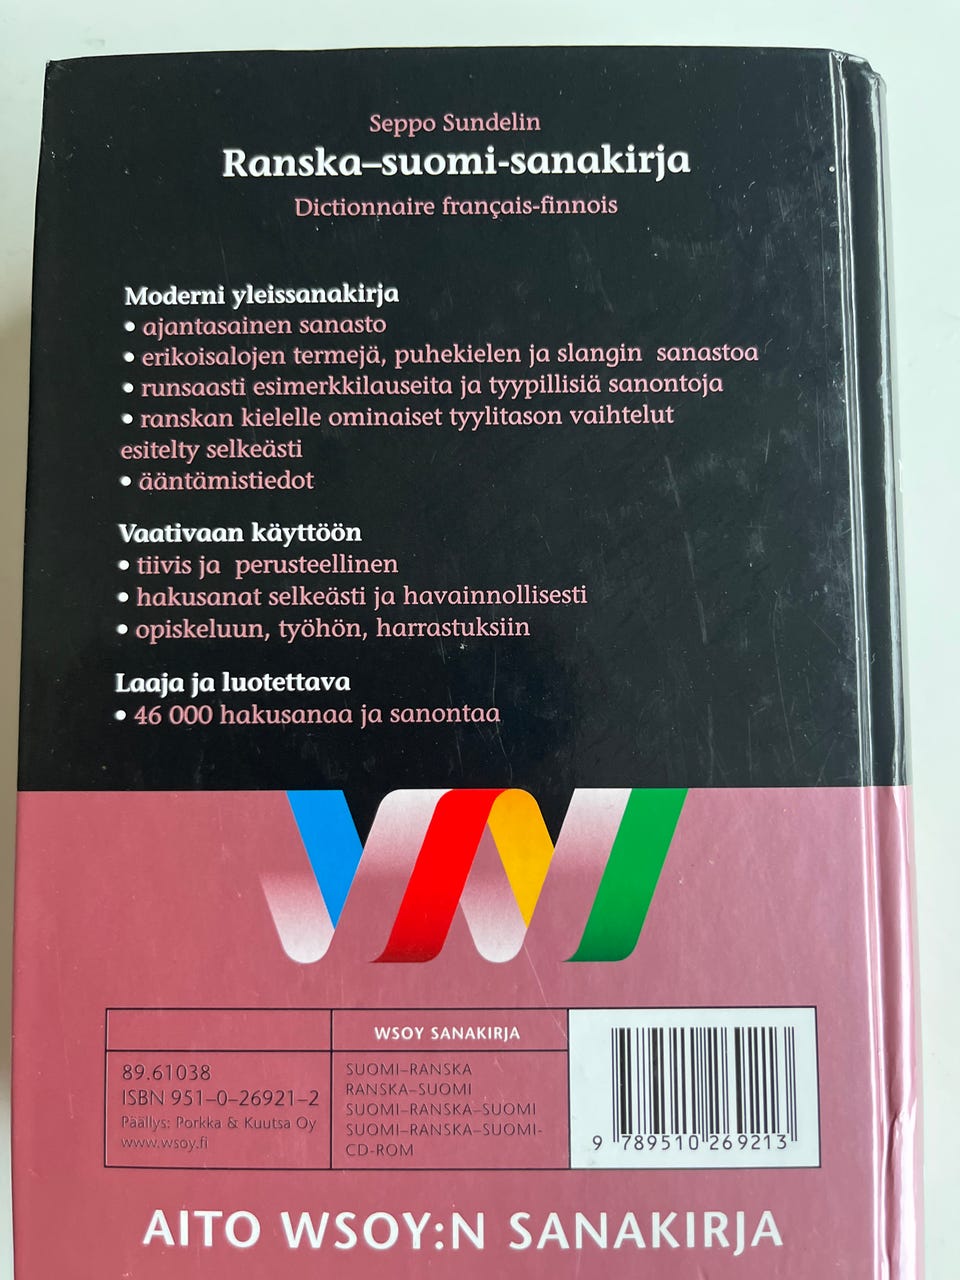 Seppo Sundelin
Ranska–suomi-sanakirja
Dictionnaire français-finnois
Moderni yleissanakirja
• ajantasainen sanasto
• erikoisalojen termejä, puhekielen ja slangin sanastoa
• runsaasti esimerkkilauseita ja tyypillisiä sanontoja
• ranskan kielelle ominaiset tyylitason vaihtelut
esitelty selkeästi
• ääntämistiedot
Vaativaan käyttöön
• tiivis ja perusteellinen
• hakusanat selkeästi ja havainnollisesti
• opiskeluun, työhön, harrastuksiin
Laaja ja luotettava
• 46 000 hakusanaa ja sanontaa
89.61038
ISBN 951–0–26921–2
Päällys: Porkka & Kuutsa Oy
www.wsoy.fi
WSOY SANAKIRJA
SUOMI–RANSKA
RANSKA–SUOMI
SUOMI–RANSKA–SUOMI
SUOMI–RANSKA–SUOMI-
CD-ROM
9 789510 269213
AITO WSOY:N SANAKIRJA